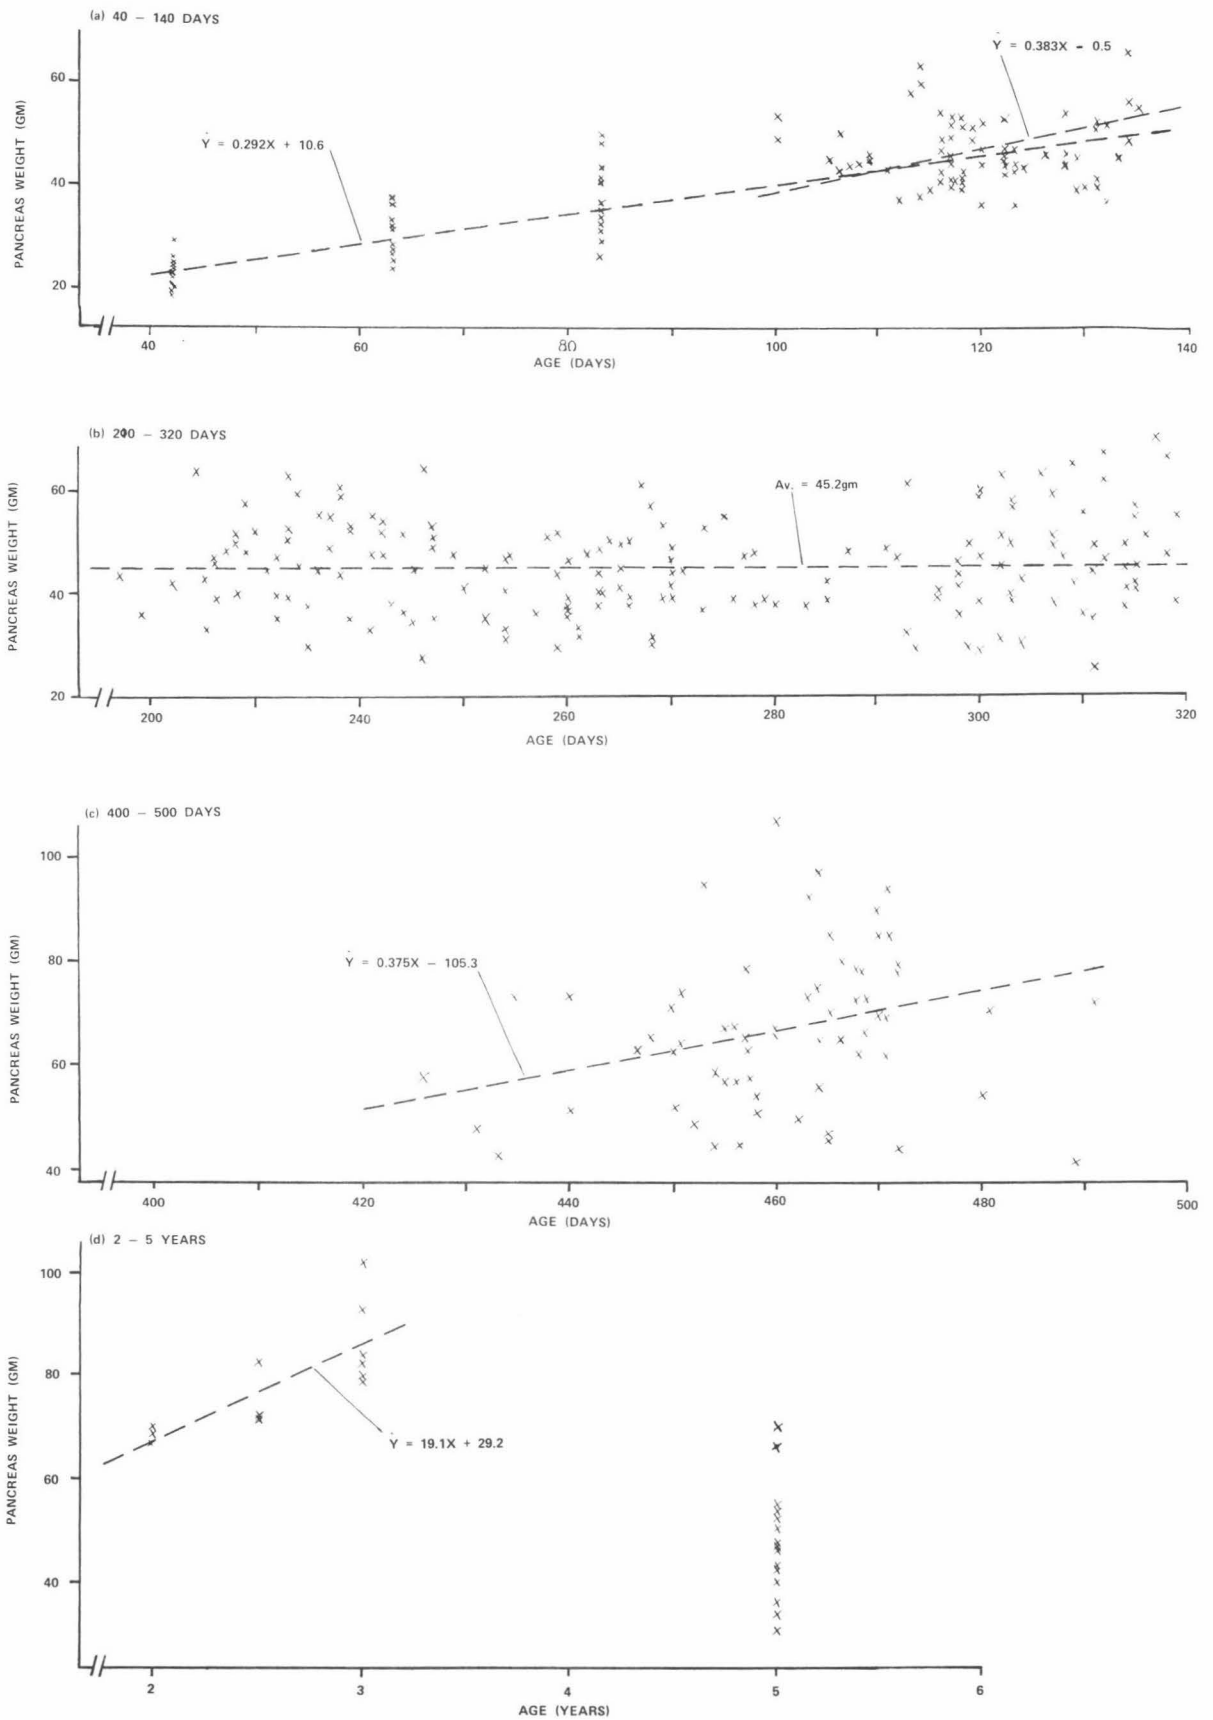 (a) 40 – 140 DAYS
Ŷ = 0.383X – 0.5
Ŷ = 0.292X + 10.6
PANCREAS WEIGHT (GM)
60
40
20
40 60 80 100 120 140
AGE (DAYS)
(b) 200 – 320 DAYS
Av. = 45.2gm
PANCREAS WEIGHT (GM)
60
40
20
200 240 260 280 300 320
AGE (DAYS)
(c) 400 – 500 DAYS
Ŷ = 0.375X – 105.3
PANCREAS WEIGHT (GM)
100
80
60
40
400 420 440 460 480 500
AGE (DAYS)
(d) 2 – 5 YEARS
Ŷ = 19.1X + 29.2
PANCREAS WEIGHT (GM)
100
80
60
40
2 3 4 5 6
AGE (YEARS)